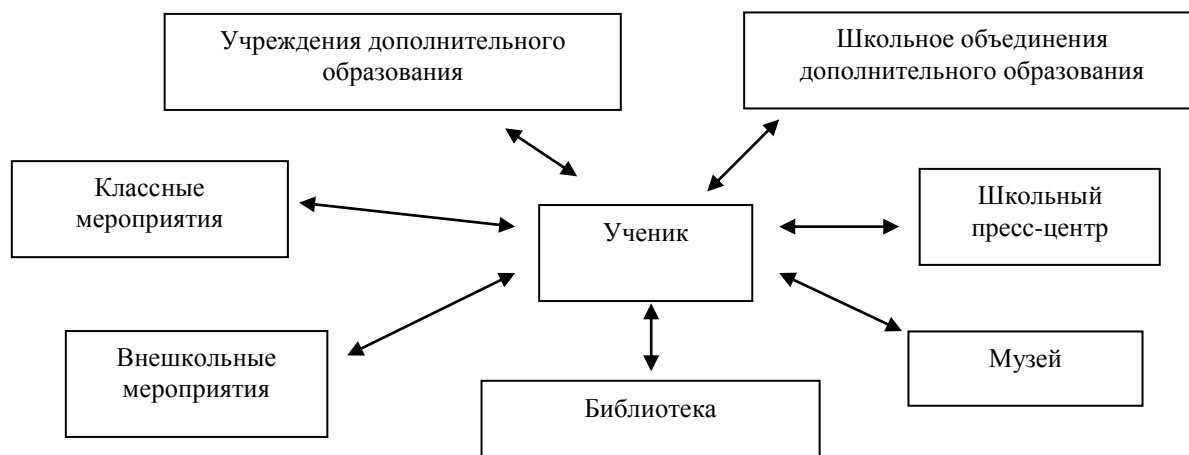 Учреждения дополнительного
образования
Школьное объединения
дополнительного образования
Классные
мероприятия
Ученик
Школьный
пресс-центр
Внешкольные
мероприятия
Библиотека
Музей